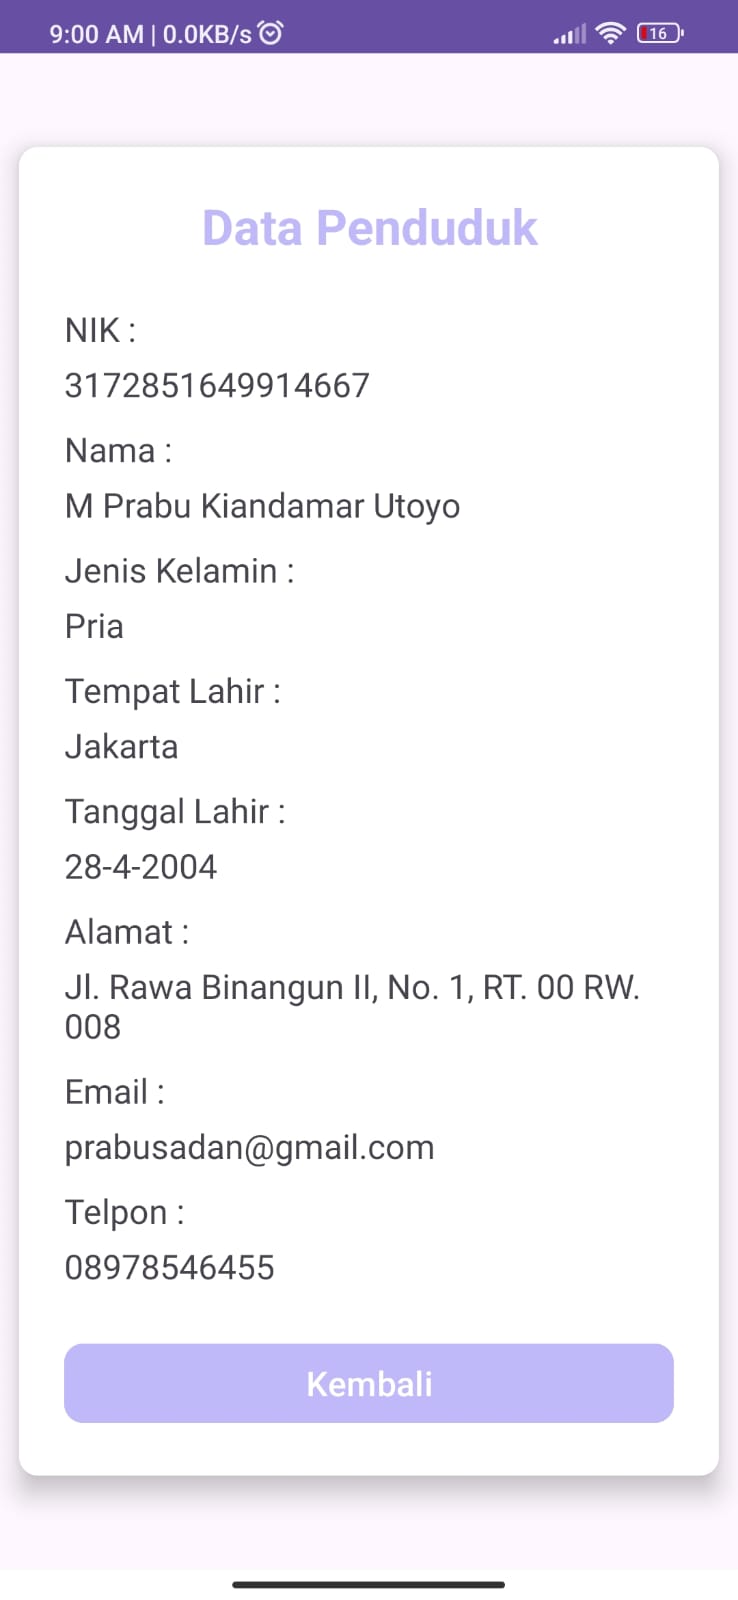 9:00 AM | 0.0KB/s 16
Data Penduduk
NIK :
3172851649914667
Nama :
M Prabu Kiandamar Utoyo
Jenis Kelamin :
Pria
Tempat Lahir :
Jakarta
Tanggal Lahir :
28-4-2004
Alamat :
Jl. Rawa Binangun II, No. 1, RT. 00 RW.
008
Email :
prabusadan@gmail.com
Telpon :
08978546455
Kembali